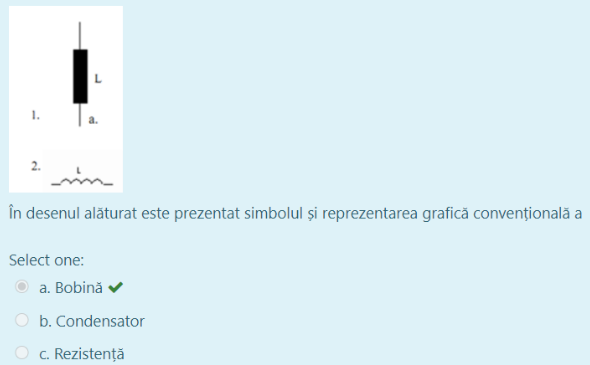 L
1.
a.
2.
L
În desenul alăturat este prezentat simbolul și reprezentarea grafică convențională a
Select one:
a. Bobină
b. Condensator
c. Rezistență